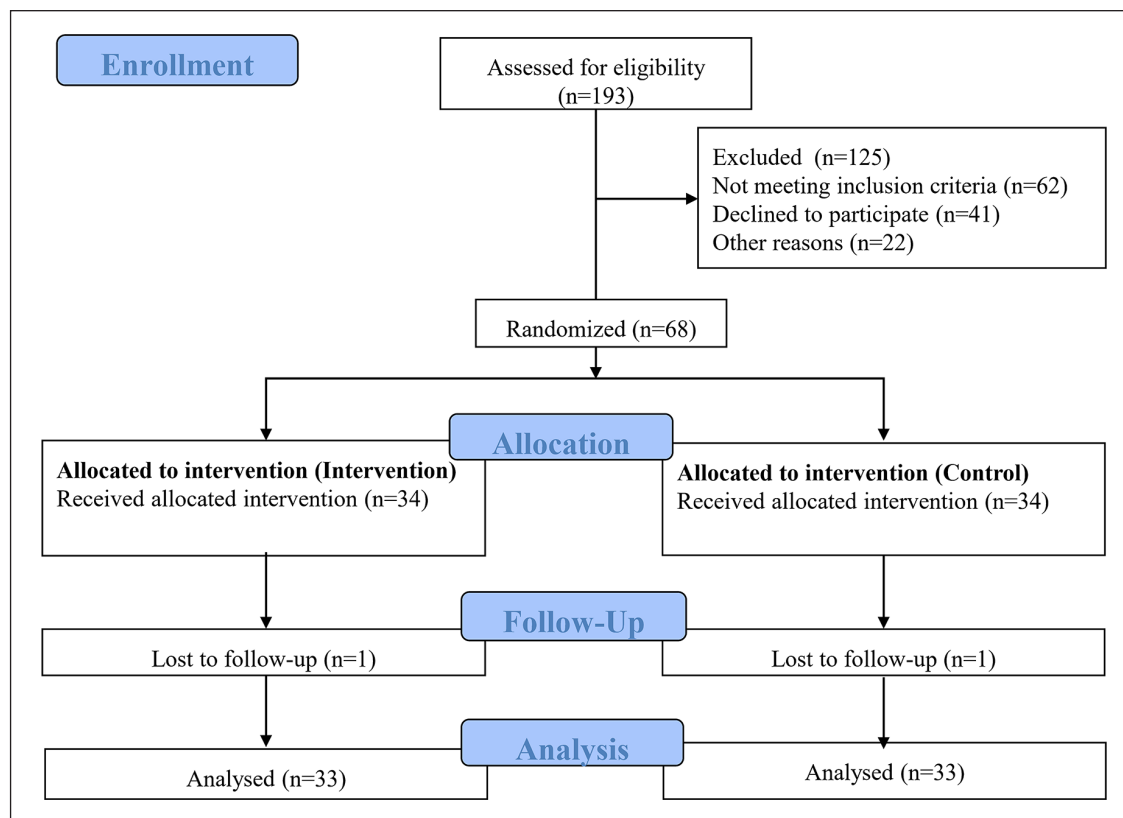 Enrollment
Assessed for eligibility
(n=193)
Excluded (n=125)
Not meeting inclusion criteria (n=62)
Declined to participate (n=41)
Other reasons (n=22)
Randomized (n=68)
Allocation
Allocated to intervention (Intervention)
Received allocated intervention (n=34)
Allocated to intervention (Control)
Received allocated intervention (n=34)
Follow-Up
Lost to follow-up (n=1)
Lost to follow-up (n=1)
Analysis
Analysed (n=33)
Analysed (n=33)